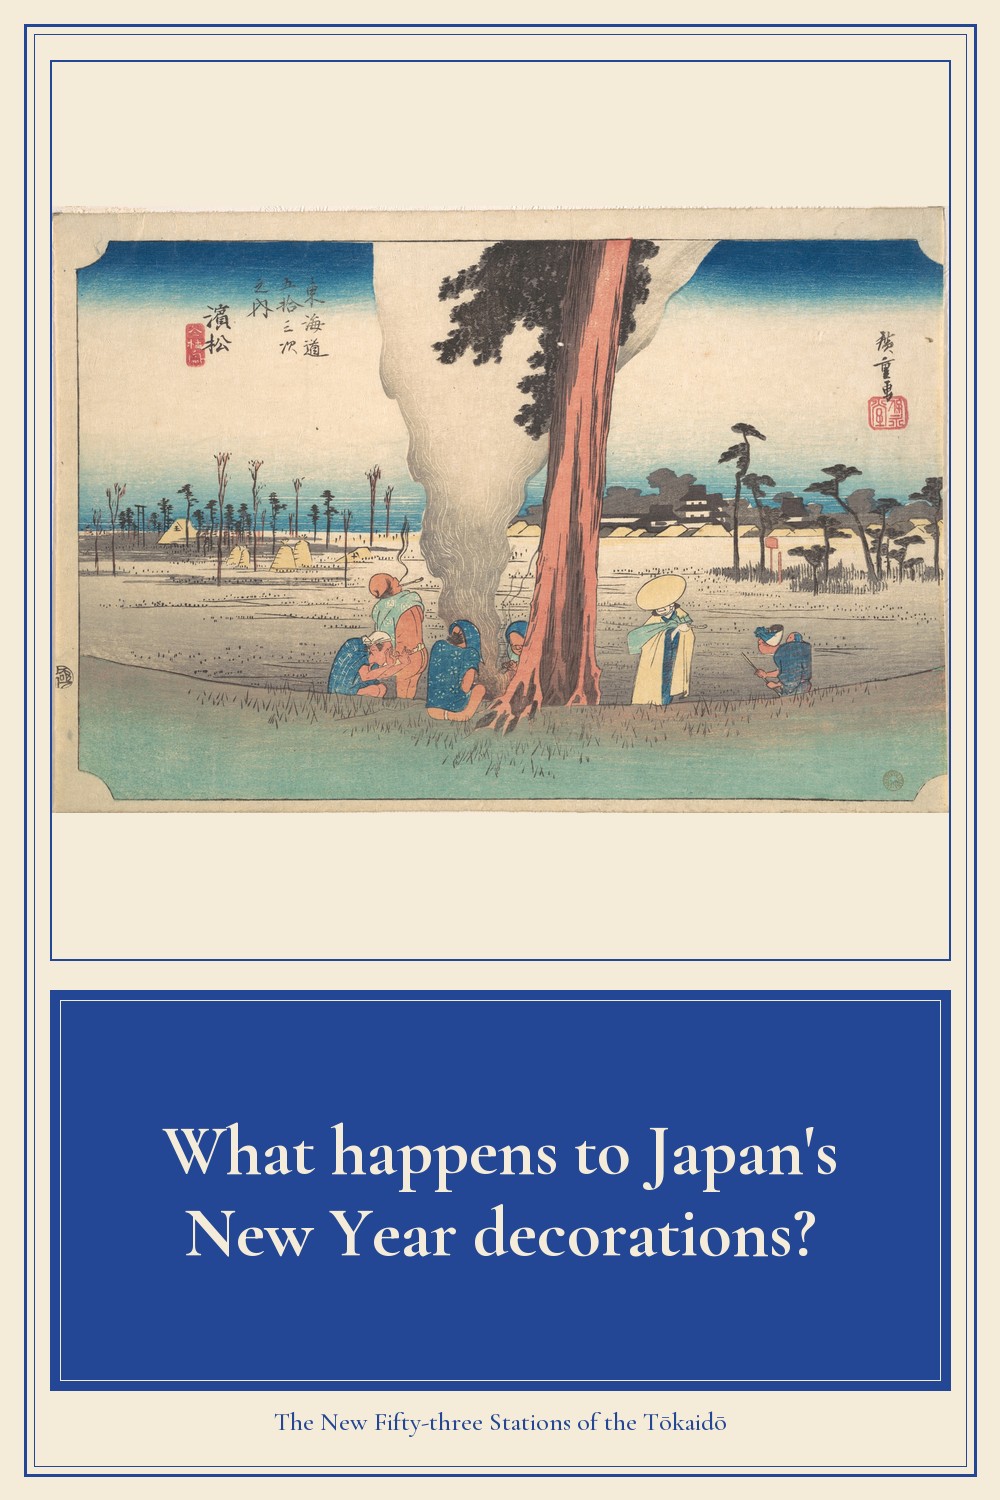 東海道
五拾三次
之内
濱松
廣重画
What happens to Japan's
New Year decorations?
The New Fifty-three Stations of the Tōkaidō